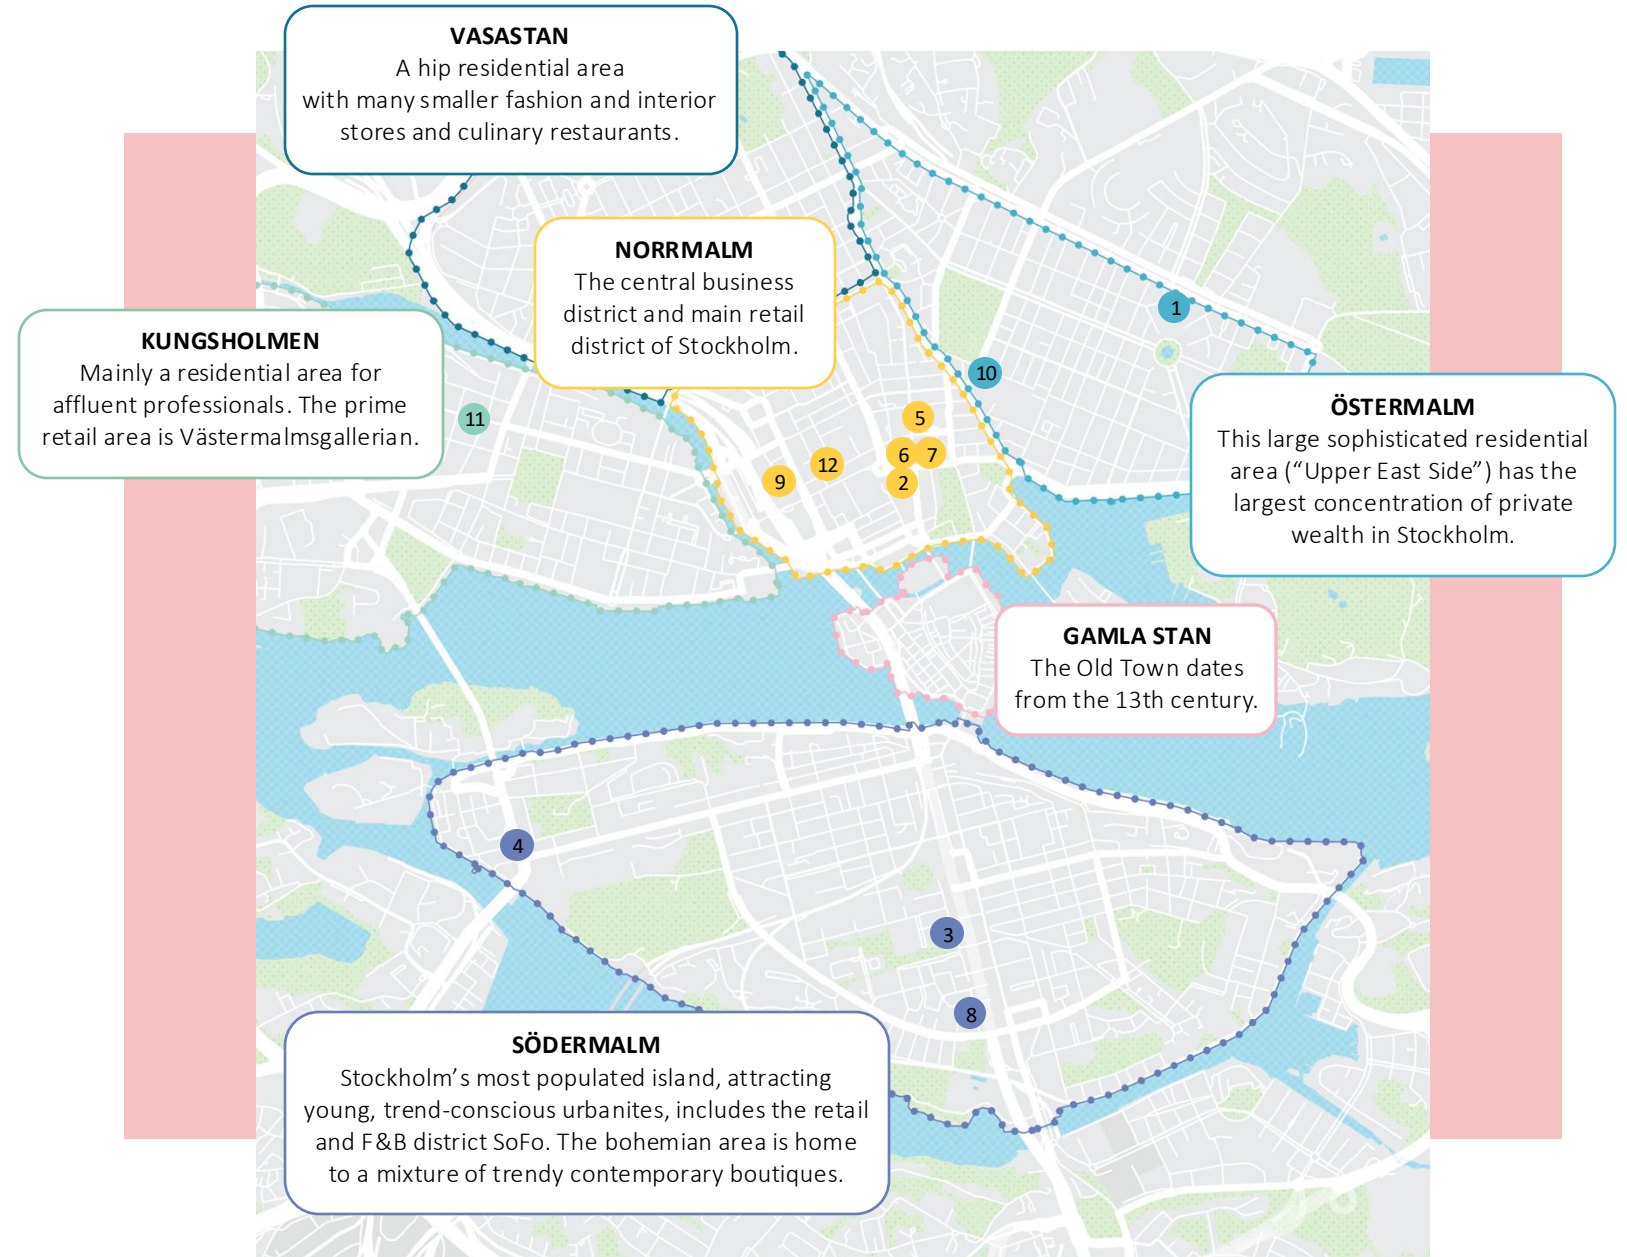 VASASTAN
A hip residential area
with many smaller fashion and interior
stores and culinary restaurants.
NORRMALM
The central business
district and main retail
district of Stockholm.
1
KUNGSHOLMEN
Mainly a residential area for
affluent professionals. The prime
retail area is Västermalmsgallerian.
10
ÖSTERMALM
This large sophisticated residential
area (“Upper East Side”) has the
largest concentration of private
wealth in Stockholm.
11
5
6
7
12
9
2
GAMLA STAN
The Old Town dates
from the 13th century.
4
3
8
SÖDERMALM
Stockholm’s most populated island, attracting
young, trend-conscious urbanites, includes the retail
and F&B district SoFo. The bohemian area is home
to a mixture of trendy contemporary boutiques.